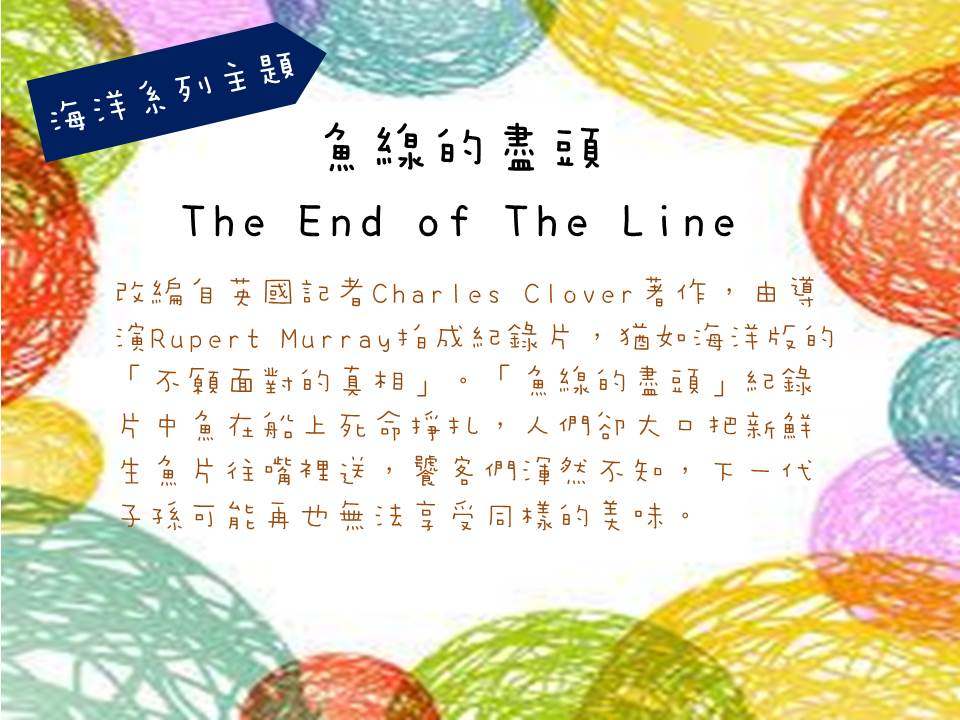 海洋系列主題
魚線的盡頭
The End of The Line
改編自英國記者Charles Clover著作，由導
演Rupert Murray拍成紀錄片，猶如海洋版的
「不願面對的真相」。「魚線的盡頭」紀錄
片中魚在船上死命掙扎，人們卻大口把新鮮
生魚片往嘴裡送，饕客們渾然不知，下一代
子孫可能再也無法享受同樣的美味。